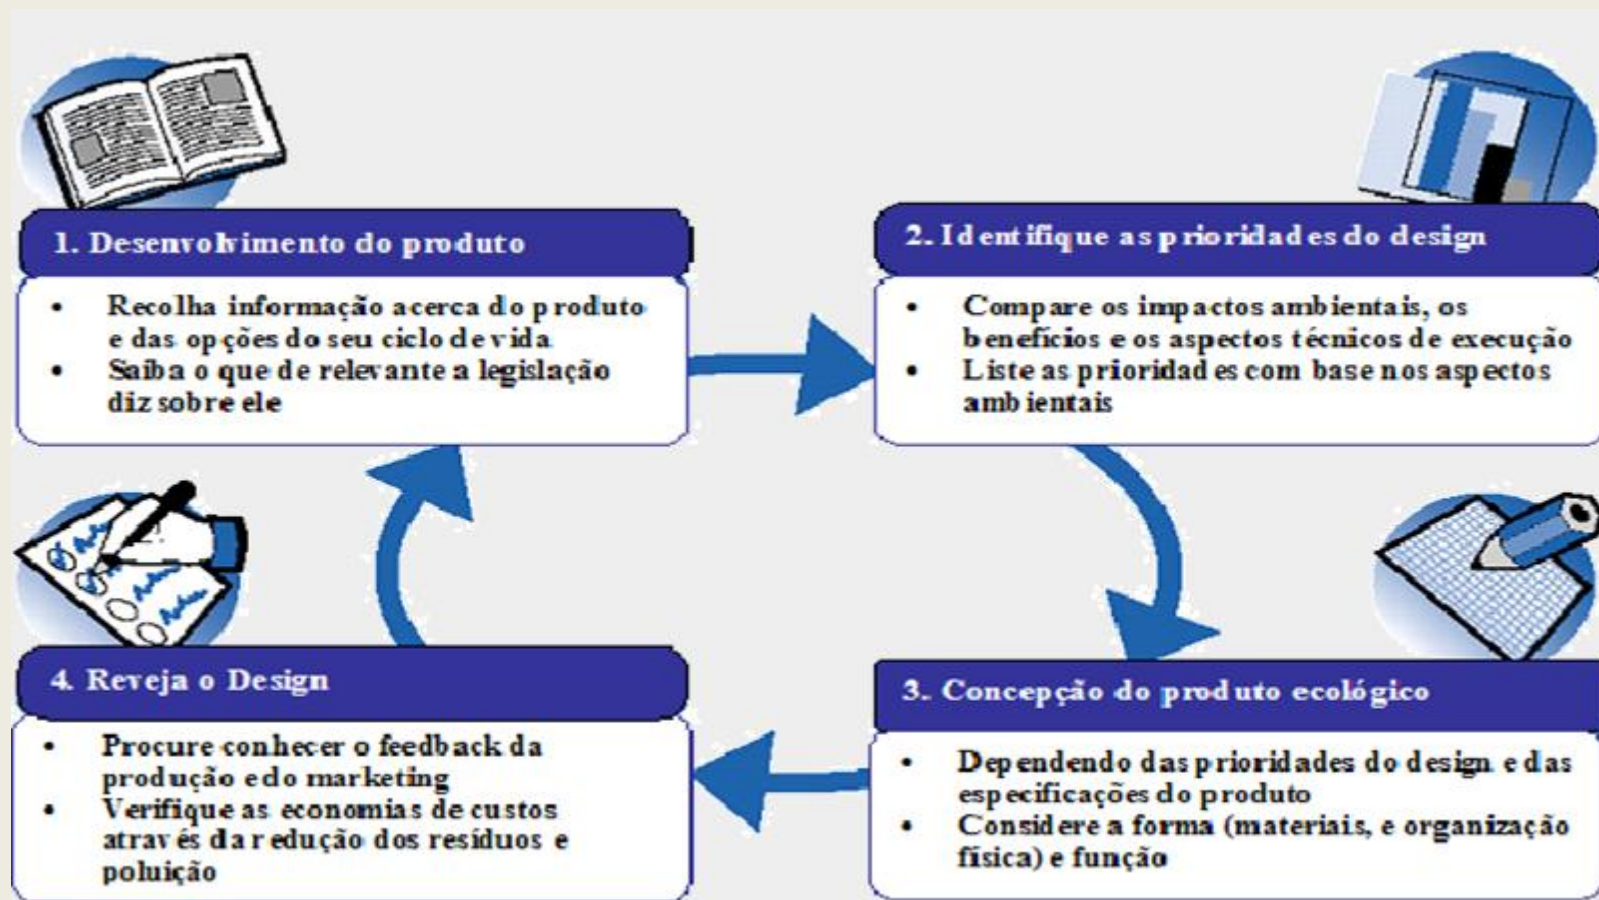 1. Desenvolvimento do produto
• Recolha informação acerca do produto
e das opções do seu ciclo de vida
• Saiba o que de relevante a legislação
diz sobre ele
2. Identifique as prioridades do design
• Compare os impactos ambientais, os
benefícios e os aspectos técnicos de execução
• Liste as prioridades com base nos aspectos
ambientais
3. Concepção do produto ecológico
• Dependendo das prioridades do design e das
especificações do produto
• Considere a forma (materiais, e organização
física) e função
4. Reveja o Design
• Procure conhecer o feedback da
produção e do marketing
• Verifique as economias de custos
através da redução dos resíduos e
poluição